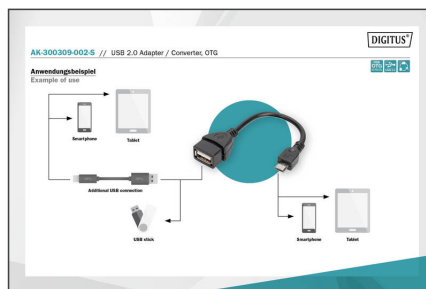 DIGITUS®
AK-300309-002-S // USB 2.0 Adapter / Converter, OTG
Anwendungsbeispiel
Example of use
OTG
Smartphone
Tablet
Additional USB connection
USB stick
Smartphone
Tablet